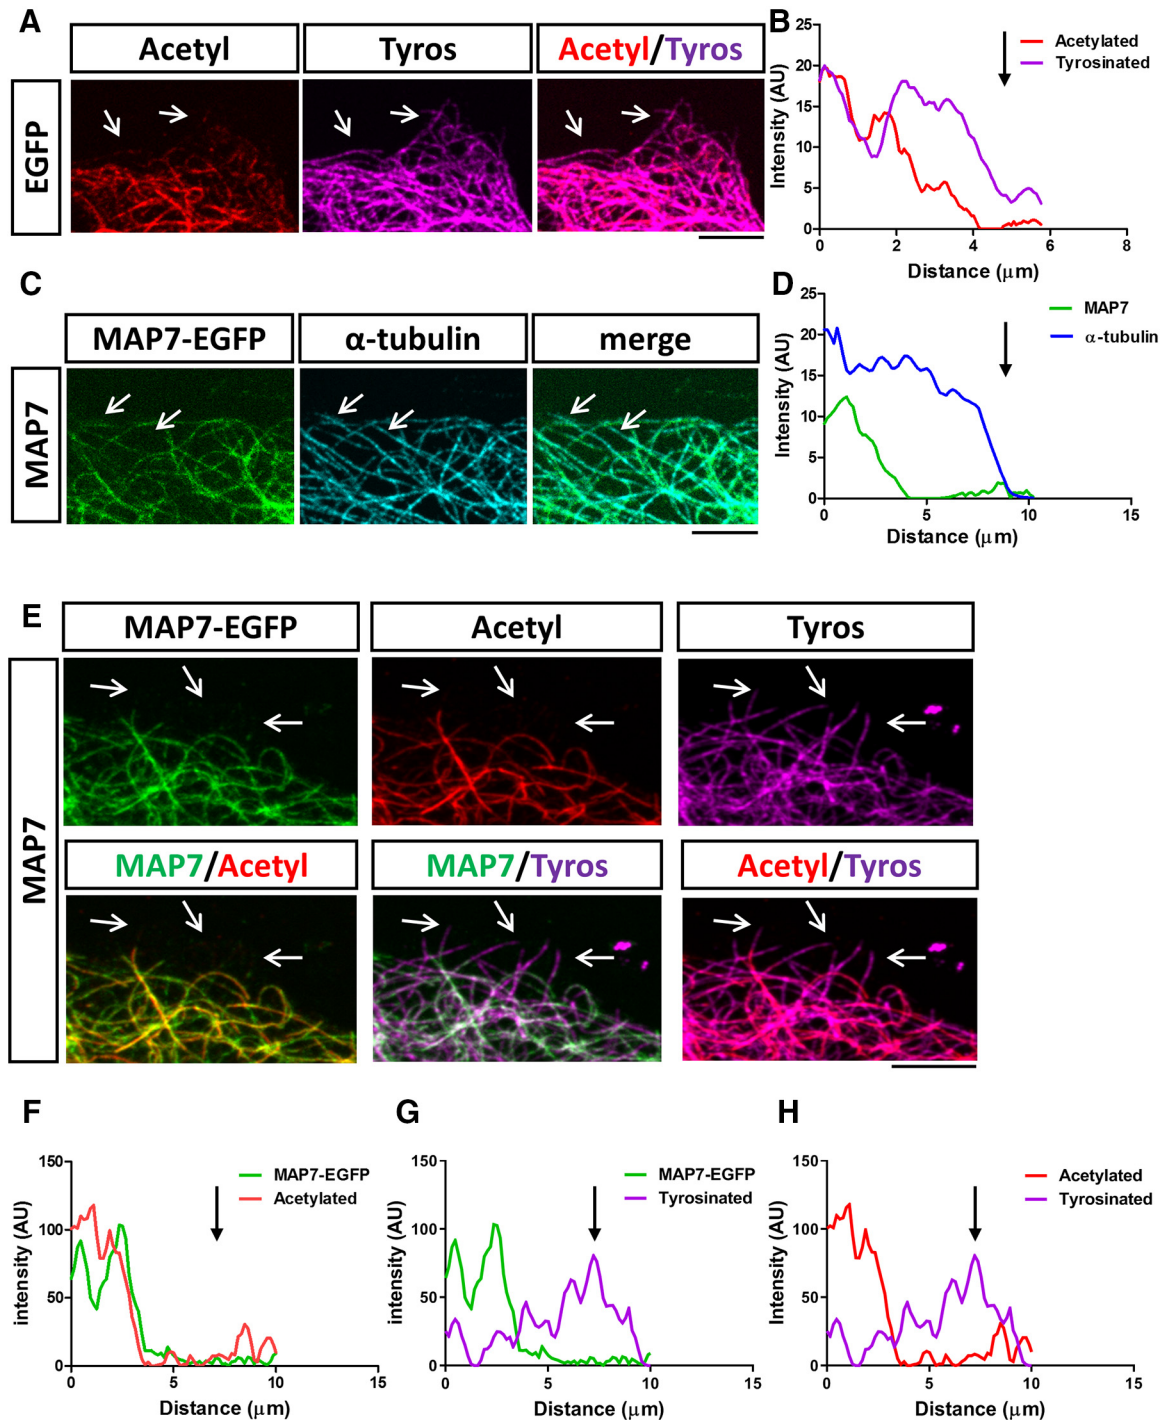 A
Acetyl
Tyros
Acetyl/Tyros
EGFP
B
Intensity (AU)
25
20
15
10
5
0
0 2 4 6 8
Distance (μm)
Acetylated
Tyrosinated
C
MAP7-EGFP
α-tubulin
merge
MAP7
D
Intensity (AU)
25
20
15
10
5
0
0 5 10 15
Distance (μm)
MAP7
α-tubulin
E
MAP7-EGFP
Acetyl
Tyros
MAP7
MAP7/Acetyl
MAP7/Tyros
Acetyl/Tyros
F
intensity (AU)
150
100
50
0
0 5 10 15
Distance (μm)
MAP7-EGFP
Acetylated
G
intensity (AU)
150
100
50
0
0 5 10 15
Distance (μm)
MAP7-EGFP
Tyrosinated
H
Intensity (AU)
150
100
50
0
0 5 10 15
Distance (μm)
Acetylated
Tyrosinated